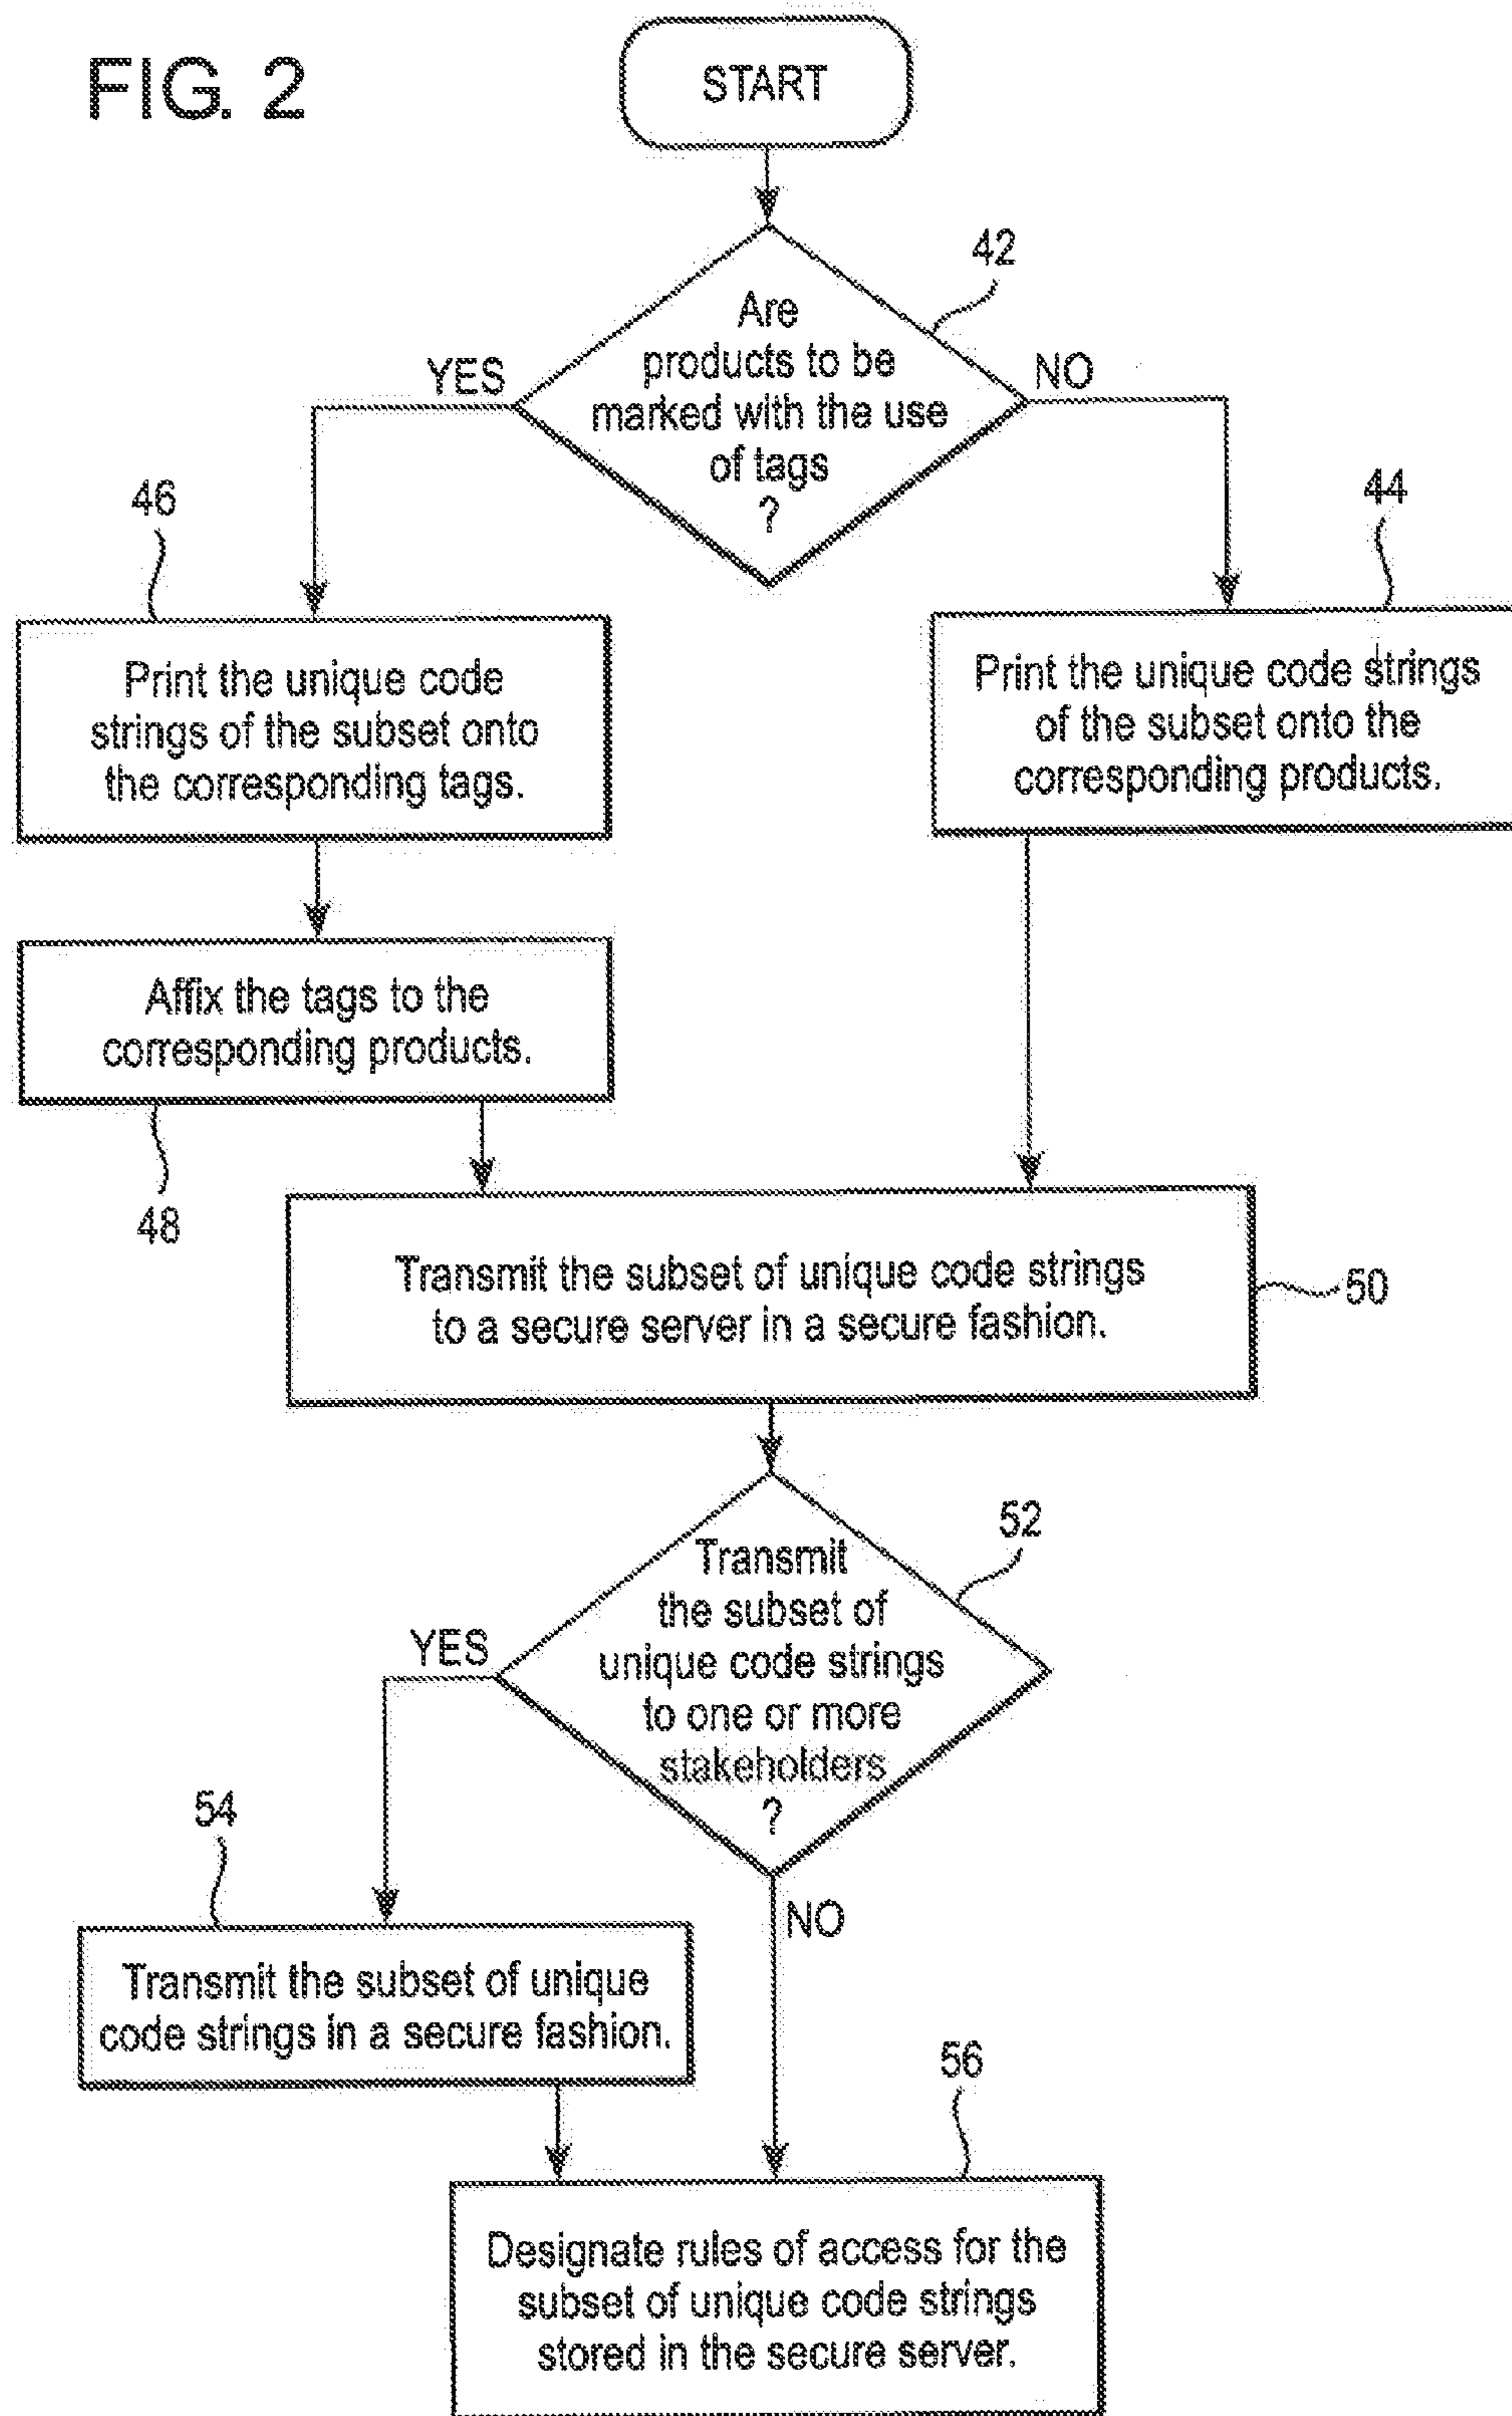 FIG. 2
START
42
Are
products to be
marked with the use
of tags
?
YES
NO
46
44
Print the unique code
strings of the subset onto
the corresponding tags.
Print the unique code strings
of the subset onto the
corresponding products.
Affix the tags to the
corresponding products.
48
Transmit the subset of unique code strings
to a secure server in a secure fashion.
50
52
Transmit
the subset of
unique code strings
to one or more
stakeholders
?
YES
NO
54
Transmit the subset of unique
code strings in a secure fashion.
56
Designate rules of access for the
subset of unique code strings
stored in the secure server.